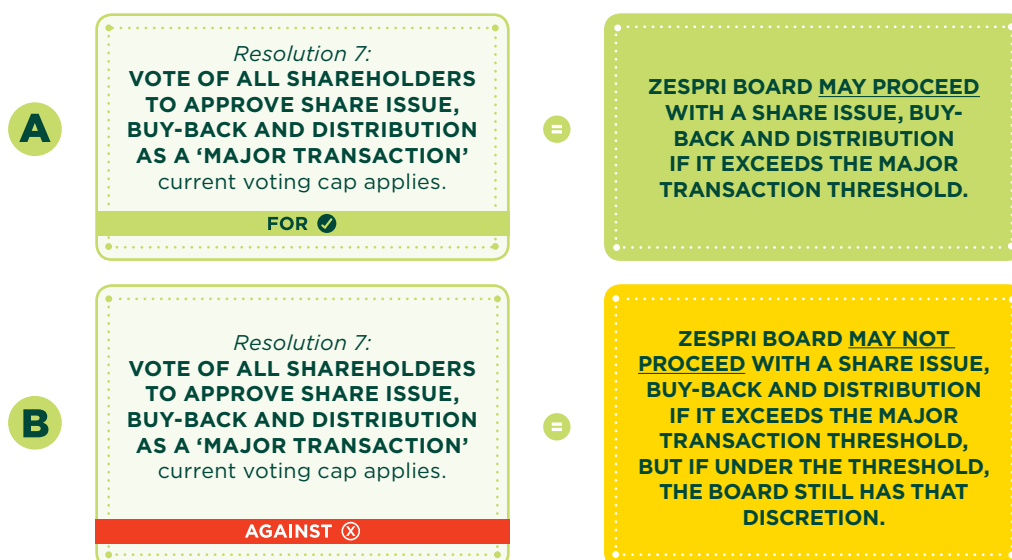 A
Resolution 7:
VOTE OF ALL SHAREHOLDERS
TO APPROVE SHARE ISSUE,
BUY-BACK AND DISTRIBUTION
AS A ‘MAJOR TRANSACTION’
current voting cap applies.
FOR
=
ZESPRI BOARD MAY PROCEED
WITH A SHARE ISSUE, BUY-
BACK AND DISTRIBUTION
IF IT EXCEEDS THE MAJOR
TRANSACTION THRESHOLD.
B
Resolution 7:
VOTE OF ALL SHAREHOLDERS
TO APPROVE SHARE ISSUE,
BUY-BACK AND DISTRIBUTION
AS A ‘MAJOR TRANSACTION’
current voting cap applies.
AGAINST
=
ZESPRI BOARD MAY NOT
PROCEED WITH A SHARE ISSUE,
BUY-BACK AND DISTRIBUTION
IF IT EXCEEDS THE MAJOR
TRANSACTION THRESHOLD,
BUT IF UNDER THE THRESHOLD,
THE BOARD STILL HAS THAT
DISCRETION.